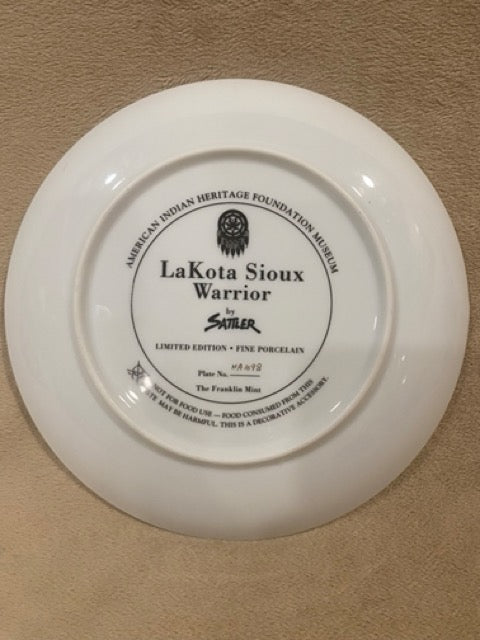 AMERICAN INDIAN HERITAGE FOUNDATION MUSEUM
LaKota Sioux
Warrior
by
SATTLER
LIMITED EDITION • FINE PORCELAIN
Plate No.
The Franklin Mint
NOT FOR FOOD USE — FOOD CONSUMED FROM THIS
MAY BE HARMFUL. THIS IS A DECORATIVE ACCESSORY.